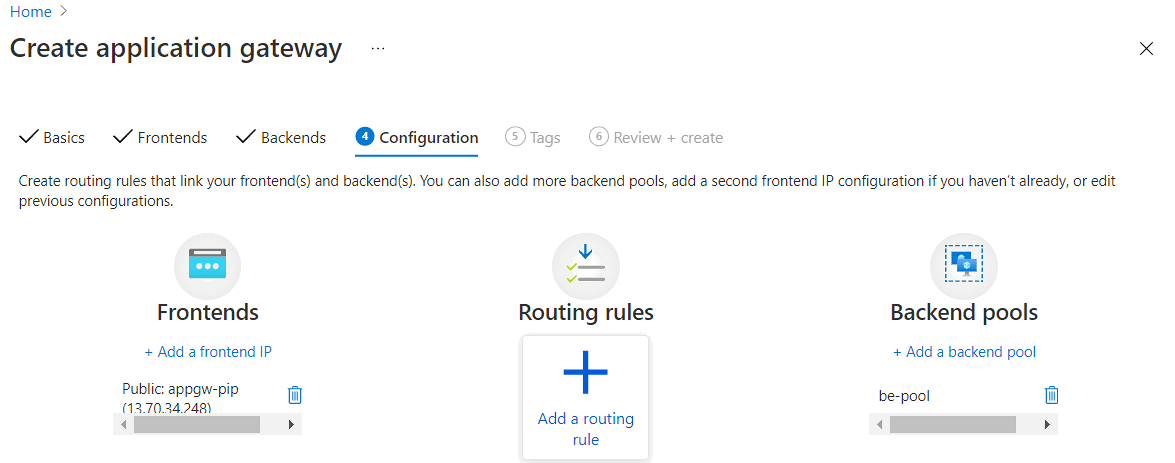 Home >
Create application gateway ...
Basics
Frontends
Backends
4 Configuration
5 Tags
6 Review + create
Create routing rules that link your frontend(s) and backend(s). You can also add more backend pools, add a second frontend IP configuration if you haven't already, or edit
previous configurations.
Frontends
+ Add a frontend IP
Public: appgw-pip
(13.70.34.248)
Routing rules
Add a routing
rule
Backend pools
+ Add a backend pool
be-pool